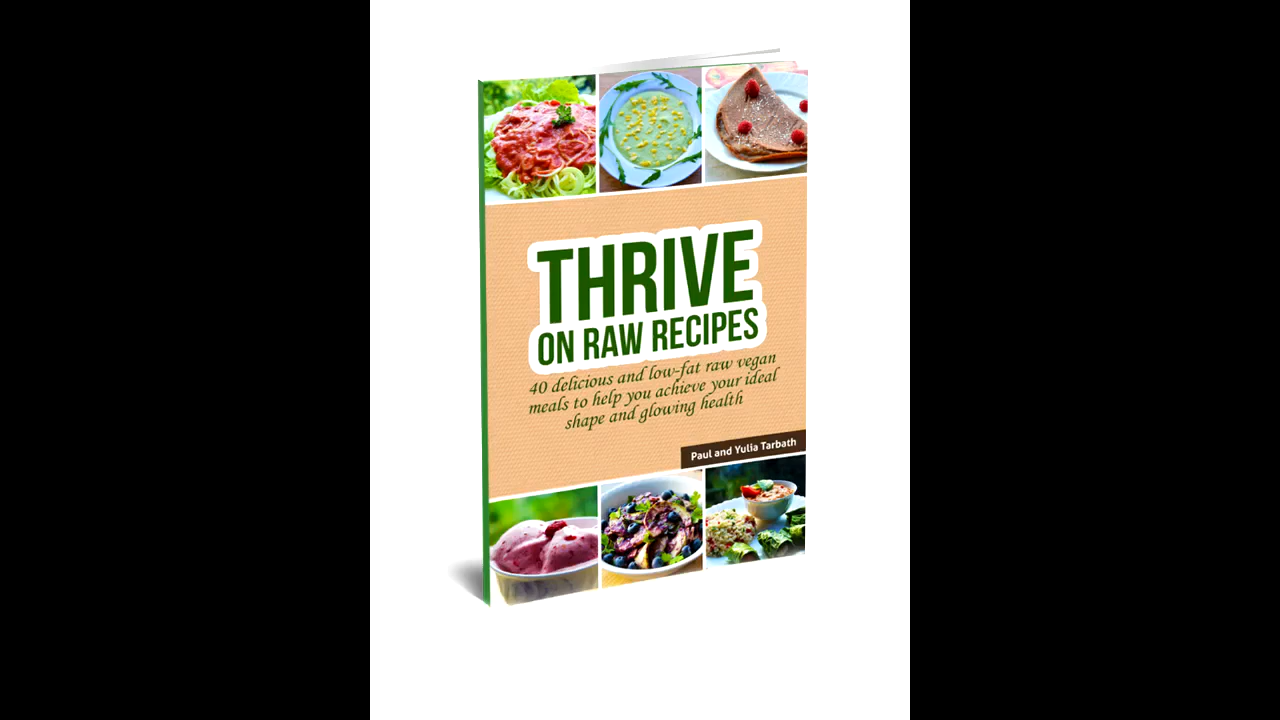 THRIVE
ON RAW RECIPES
40 delicious and low-fat raw vegan
meals to help you achieve your ideal
shape and glowing health
Paul and Yulia Tarbath